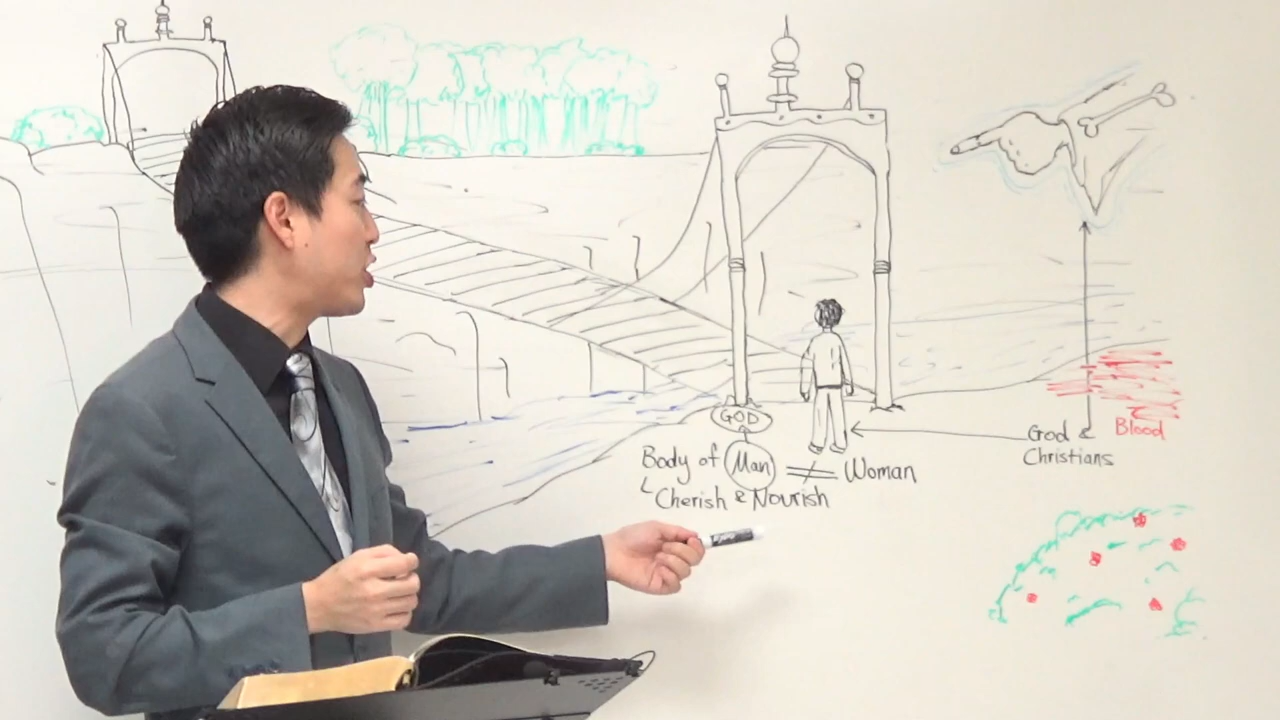 GOD
Body of Man ≠ Woman
Cherish & Nourish
God &
Christians
Blood